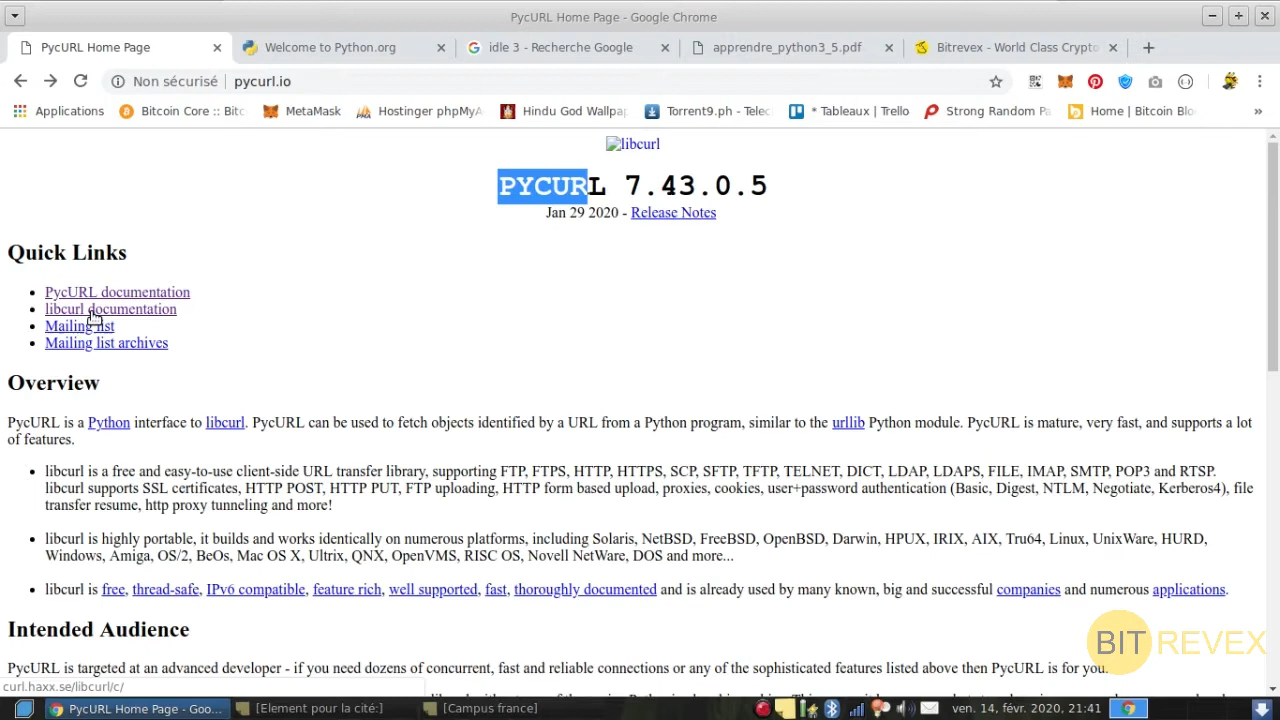 PycURL Home Page - Google Chrome
PycURL Home Page
Welcome to Python.org
idle 3 - Recherche Google
apprendre_python3_5.pdf
Bitrevex - World Class Crypto
Non sécurisé
pycurl.io
Applications
Bitcoin Core :: Bitc
MetaMask
Hostinger phpMyA
Hindu God Wallpap
Torrent9.ph - Telec
* Tableaux | Trello
Strong Random Pa
Home | Bitcoin Bloc
»
libcurl
PYCURL 7.43.0.5
Jan 29 2020 - Release Notes
Quick Links
• PycURL documentation
• libcurl documentation
• Mailing list
• Mailing list archives
Overview
PycURL is a Python interface to libcurl. PycURL can be used to fetch objects identified by a URL from a Python program, similar to the urllib Python module. PycURL is mature, very fast, and supports a lot
of features.
• libcurl is a free and easy-to-use client-side URL transfer library, supporting FTP, FTPS, HTTP, HTTPS, SCP, SFTP, TFTP, TELNET, DICT, LDAP, LDAPS, FILE, IMAP, SMTP, POP3 and RTSP.
libcurl supports SSL certificates, HTTP POST, HTTP PUT, FTP uploading, HTTP form based upload, proxies, cookies, user+password authentication (Basic, Digest, NTLM, Negotiate, Kerberos4), file
transfer resume, http proxy tunneling and more!
• libcurl is highly portable, it builds and works identically on numerous platforms, including Solaris, NetBSD, FreeBSD, OpenBSD, Darwin, HPUX, IRIX, AIX, Tru64, Linux, UnixWare, HURD,
Windows, Amiga, OS/2, BeOs, Mac OS X, Ultrix, QNX, OpenVMS, RISC OS, Novell NetWare, DOS and more...
• libcurl is free, thread-safe, IPv6 compatible, feature rich, well supported, fast, thoroughly documented and is already used by many known, big and successful companies and numerous applications.
Intended Audience
PycURL is targeted at an advanced developer - if you need dozens of concurrent, fast and reliable connections or any of the sophisticated features listed above then PycURL is for you.
BITREVEX
curl.haxx.se/libcurl/c/
PycURL Home Page - Goo...
[Element pour la cité:]
[Campus france]
ven. 14, févr. 2020, 21:41